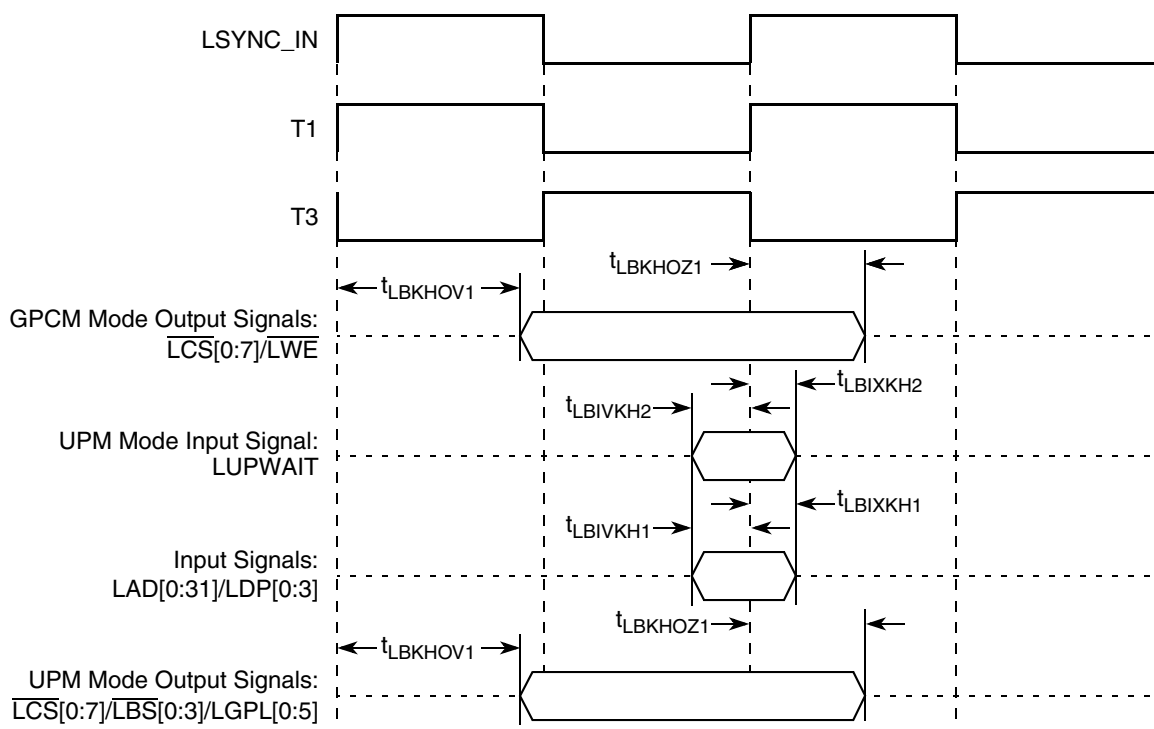 LSYNC_IN
T1
T3
tLBKHOZ1
tLBKHOV1
GPCM Mode Output Signals:
LCS[0:7]/LWE
tLBIXKH2
tLBIVKH2
UPM Mode Input Signal:
LUPWAIT
tLBIXKH1
tLBIVKH1
Input Signals:
LAD[0:31]/LDP[0:3]
tLBKHOZ1
tLBKHOV1
UPM Mode Output Signals:
LCS[0:7]/LBS[0:3]/LGPL[0:5]